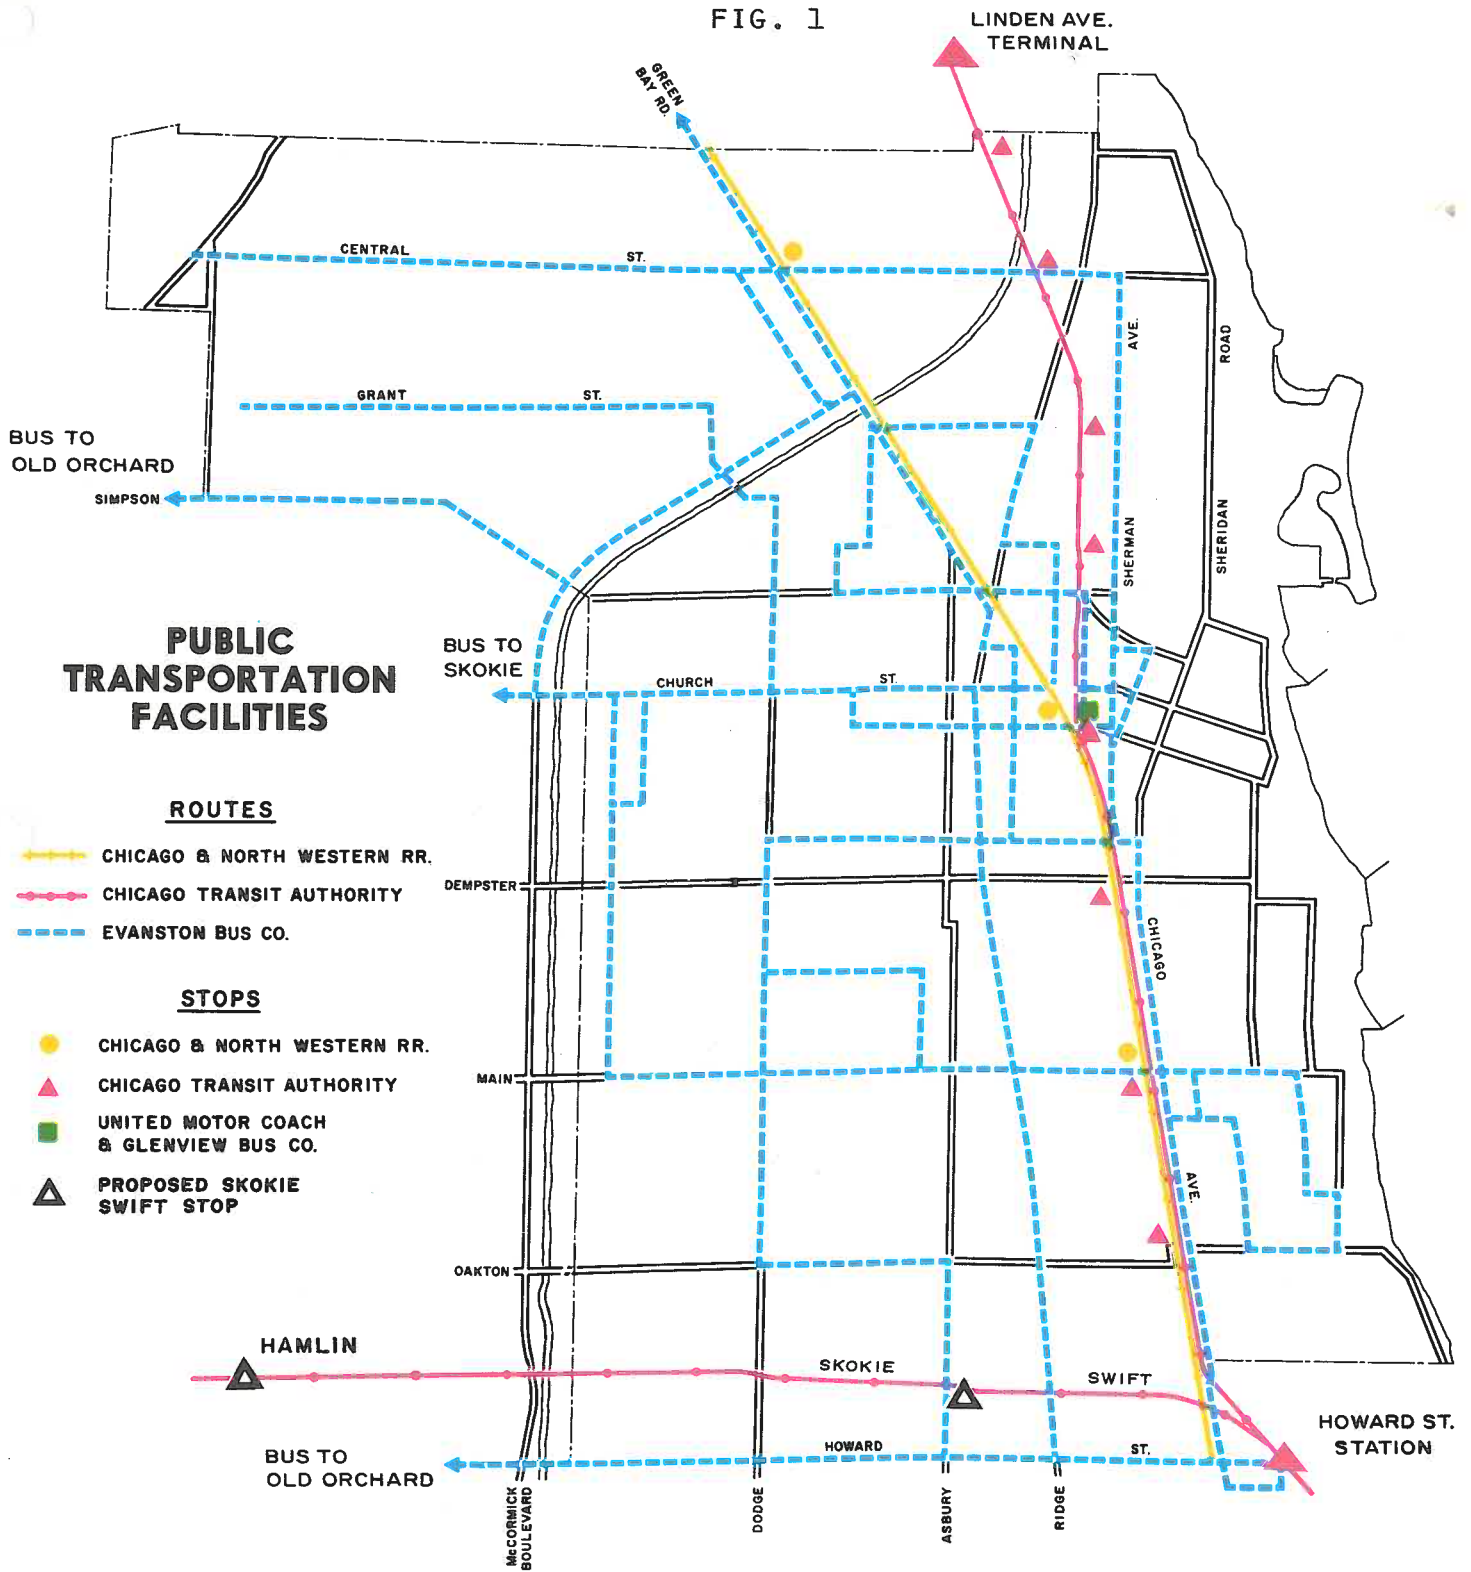 FIG. 1
LINDEN AVE.
TERMINAL
GREEN
BAY RD.
CENTRAL
ST.
AVE.
ROAD
GRANT
ST.
BUS TO
OLD ORCHARD
SIMPSON
SHERMAN
SHERIDAN
PUBLIC
TRANSPORTATION
FACILITIES
BUS TO
SKOKIE
CHURCH
ST.
ROUTES
CHICAGO & NORTH WESTERN RR.
CHICAGO TRANSIT AUTHORITY
EVANSTON BUS CO.
DEMPSTER
CHICAGO
STOPS
CHICAGO & NORTH WESTERN RR.
CHICAGO TRANSIT AUTHORITY
UNITED MOTOR COACH
& GLENVIEW BUS CO.
PROPOSED SKOKIE
SWIFT STOP
MAIN
AVE.
OAKTON
HAMLIN
SKOKIE
SWIFT
HOWARD ST.
STATION
BUS TO
OLD ORCHARD
HOWARD
ST.
McCORMICK
BOULEVARD
DODGE
ASBURY
RIDGE